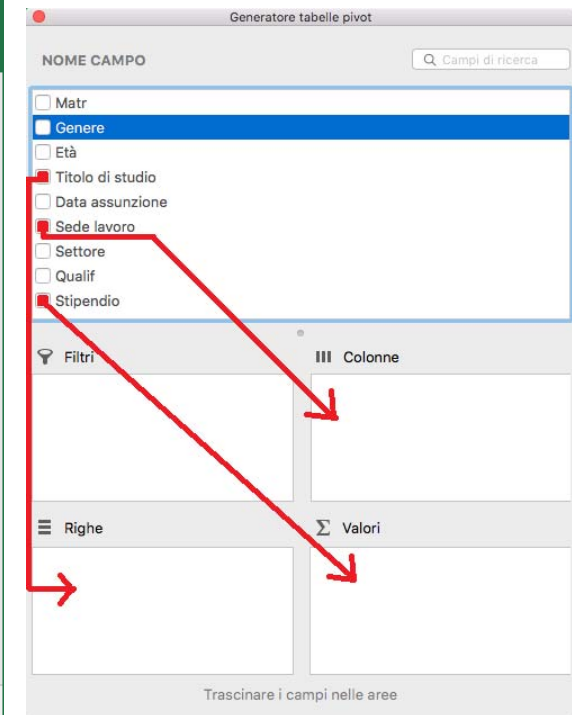 Generatore tabelle pivot
NOME CAMPO
Campi di ricerca
Matr
Genere
Età
Titolo di studio
Data assunzione
Sede lavoro
Settore
Qualif
Stipendio
Filtri
Colonne
Righe
Σ Valori
Trascinare i campi nelle aree